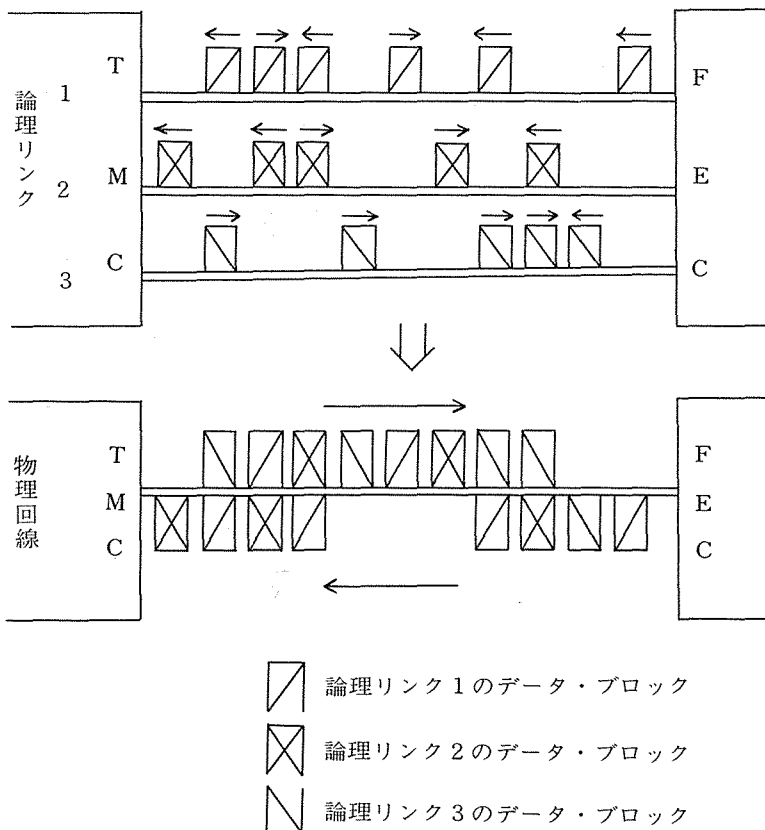 論理リンク
1
2
3
T
M
C
F
E
C
物理回線
T
M
C
F
E
C
論理リンク1のデータ・ブロック
論理リンク2のデータ・ブロック
論理リンク3のデータ・ブロック